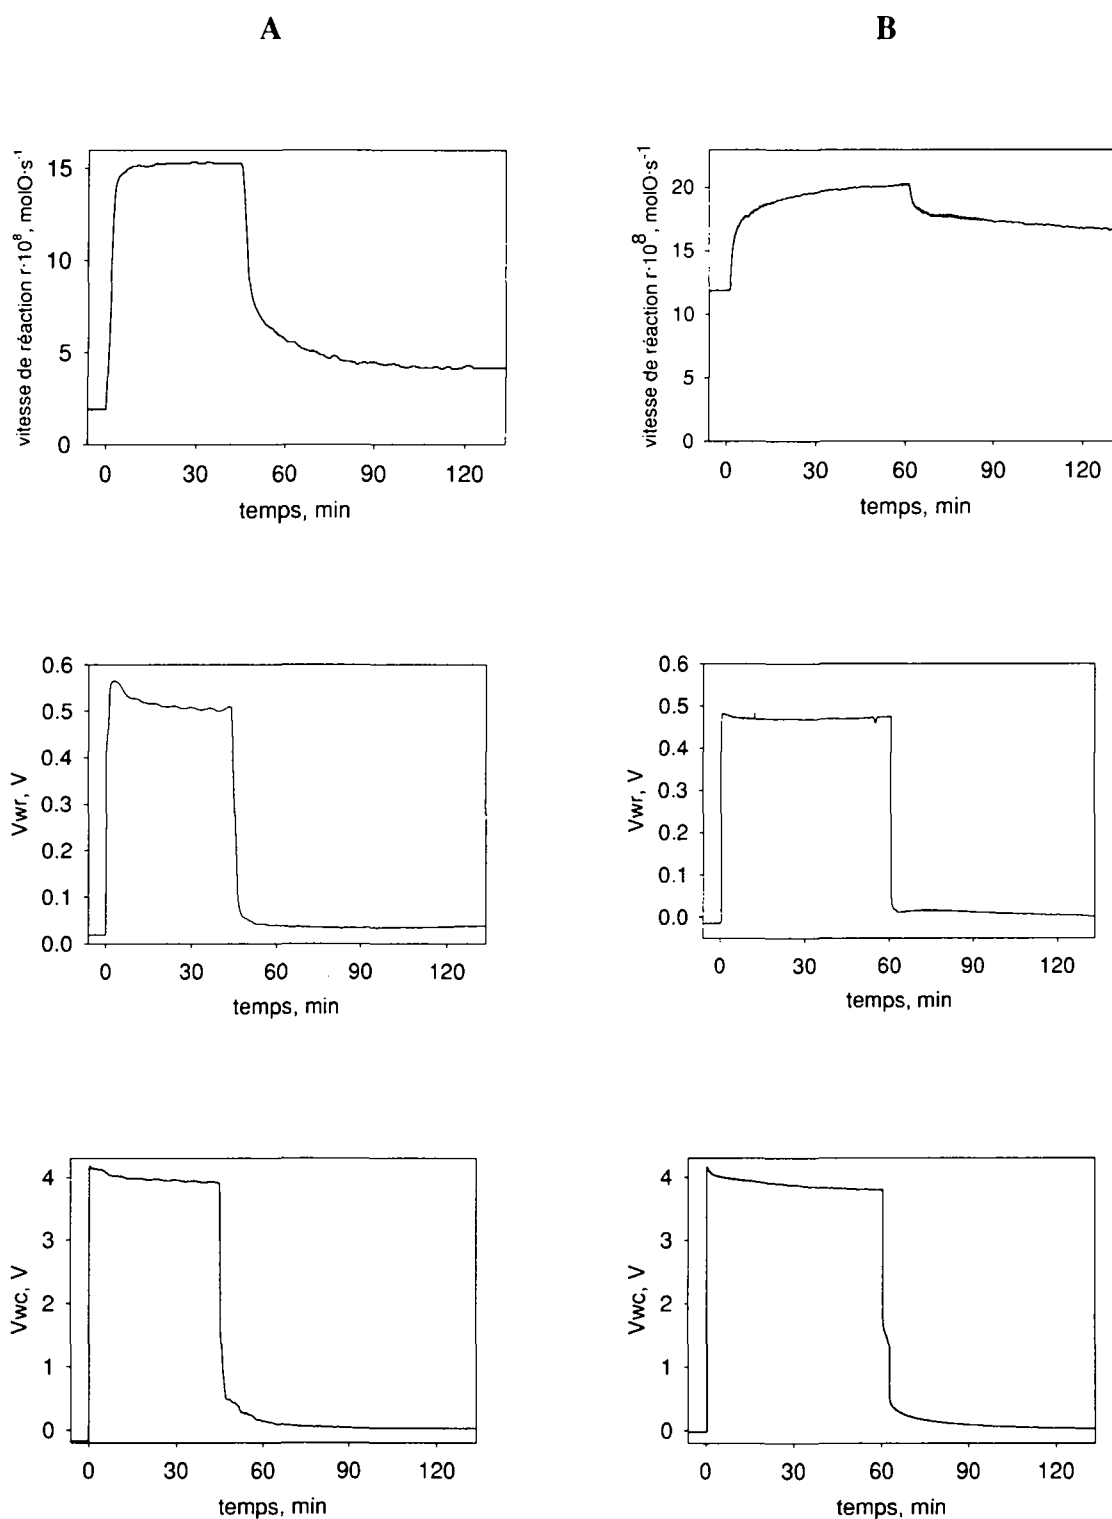 A
B
vitesse de réaction r·10⁸, molO·s⁻¹
15
10
5
0
0 30 60 90 120
temps, min
vitesse de réaction r·10⁸, molO·s⁻¹
20
15
10
5
0
0 30 60 90 120
temps, min
Vwr, V
0.6
0.5
0.4
0.3
0.2
0.1
0.0
0 30 60 90 120
temps, min
Vwr, V
0.6
0.5
0.4
0.3
0.2
0.1
0.0
0 30 60 90 120
temps, min
Vwc, V
4
3
2
1
0
0 30 60 90 120
temps, min
Vwc, V
4
3
2
1
0
0 30 60 90 120
temps, min